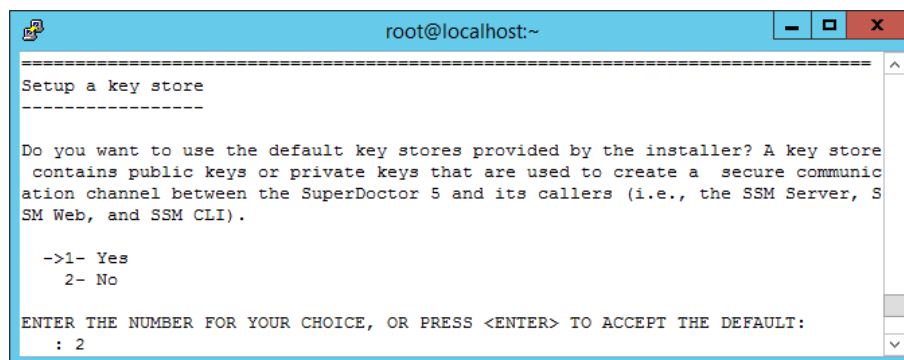 root@localhost:~
================================================================================
Setup a key store
-----------------
Do you want to use the default key stores provided by the installer? A key store
 contains public keys or private keys that are used to create a  secure communic
ation channel between the SuperDoctor 5 and its callers (i.e., the SSM Server, S
SM Web, and SSM CLI).
  ->1- Yes
    2- No
ENTER THE NUMBER FOR YOUR CHOICE, OR PRESS <ENTER> TO ACCEPT THE DEFAULT:
   : 2